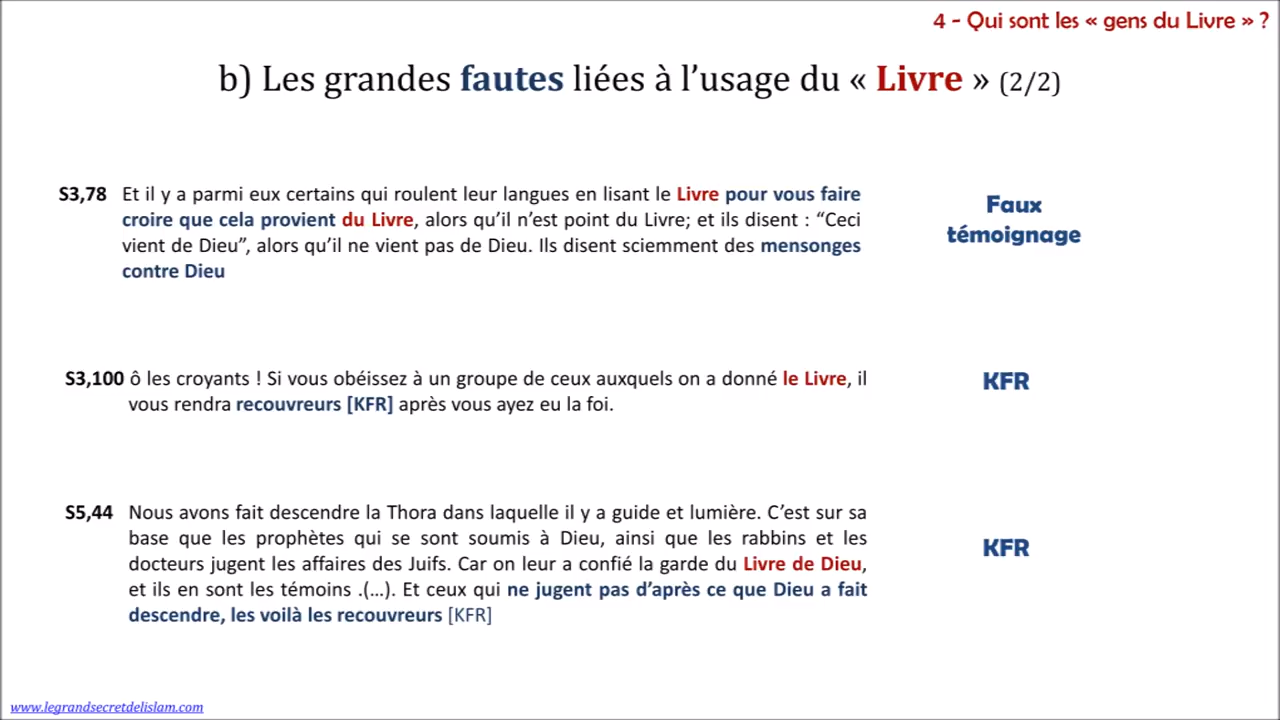 4 - Qui sont les « gens du Livre » ?
b) Les grandes fautes liées à l’usage du « Livre » (2/2)
S3,78 Et il y a parmi eux certains qui roulent leur langues en lisant le Livre pour vous faire
croire que cela provient du Livre, alors qu’il n’est point du Livre; et ils disent : “Ceci
vient de Dieu”, alors qu’il ne vient pas de Dieu. Ils disent sciemment des mensonges
contre Dieu
Faux
témoignage
S3,100 ô les croyants ! Si vous obéissez à un groupe de ceux auxquels on a donné le Livre, il
vous rendra recouvreurs [KFR] après vous ayez eu la foi.
KFR
S5,44 Nous avons fait descendre la Thora dans laquelle il y a guide et lumière. C’est sur sa
base que les prophètes qui se sont soumis à Dieu, ainsi que les rabbins et les
docteurs jugent les affaires des Juifs. Car on leur a confié la garde du Livre de Dieu,
et ils en sont les témoins .(…). Et ceux qui ne jugent pas d’après ce que Dieu a fait
descendre, les voilà les recouvreurs [KFR]
KFR
www.legrandsecretdelislam.com